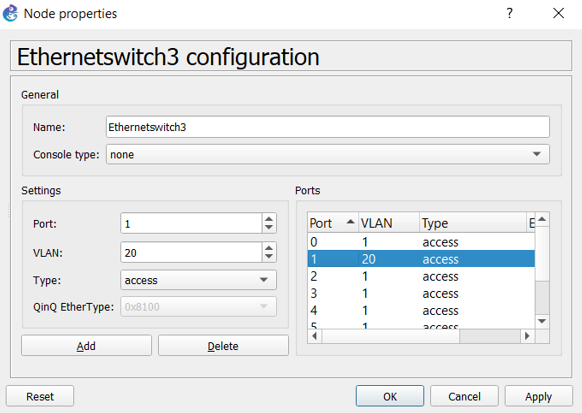 Node properties ? ×
Ethernetswitch3 configuration
General
Name: Ethernetswitch3
Console type: none
Settings
Port: 1
VLAN: 20
Type: access
QinQ EtherType: 0x8100
Add Delete
Ports
Port VLAN Type E
0 1 access
1 20 access
2 1 access
3 1 access
4 1 access
5 1 access
Reset OK Cancel Apply